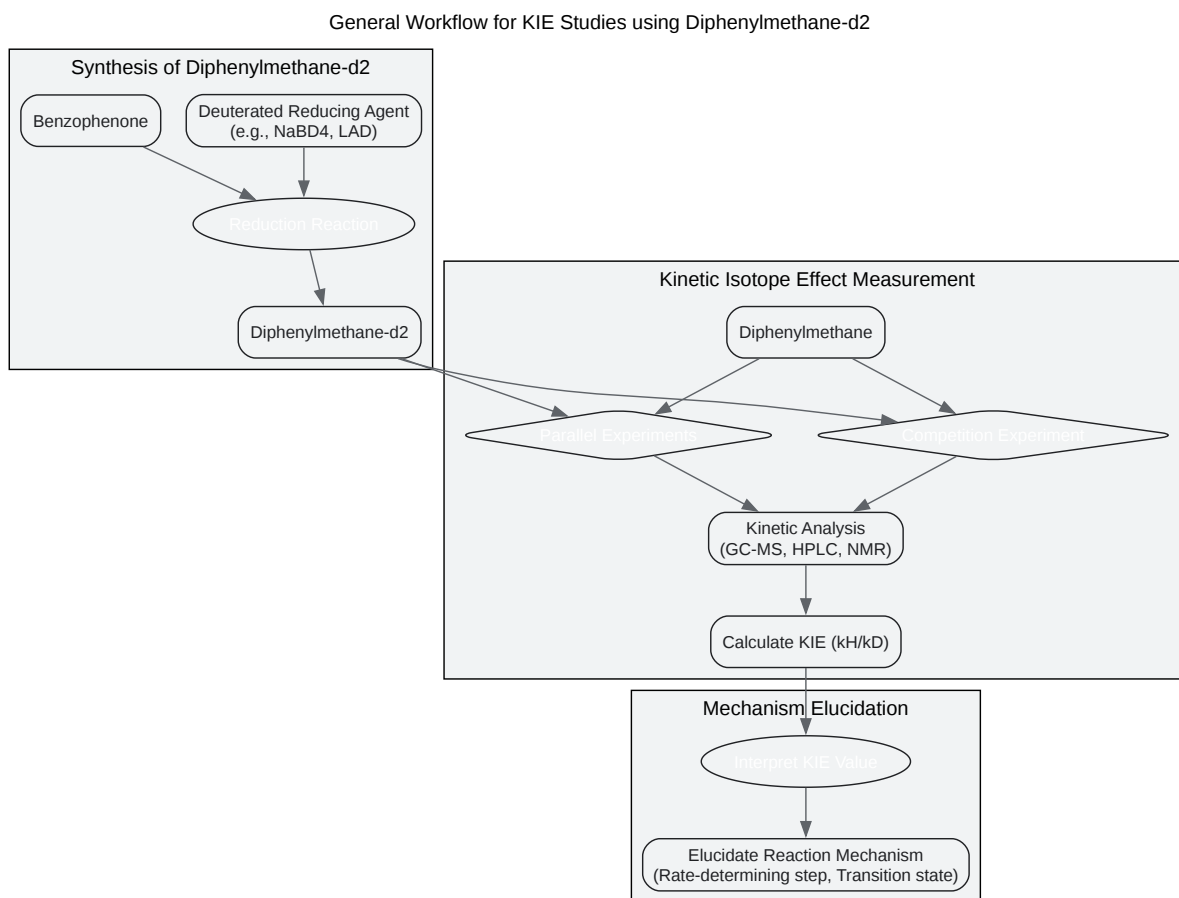 General Workflow for KIE Studies using Diphenylmethane-d2
Synthesis of Diphenylmethane-d2
Benzophenone
Deuterated Reducing Agent
(e.g., NaBD4, LAD)
Reduction Reaction
Diphenylmethane-d2
Kinetic Isotope Effect Measurement
Diphenylmethane
Parallel Experiments
Competition Experiment
Kinetic Analysis
(GC-MS, HPLC, NMR)
Calculate KIE (kH/kD)
Mechanism Elucidation
Interpret KIE Value
Elucidate Reaction Mechanism
(Rate-determining step, Transition state)